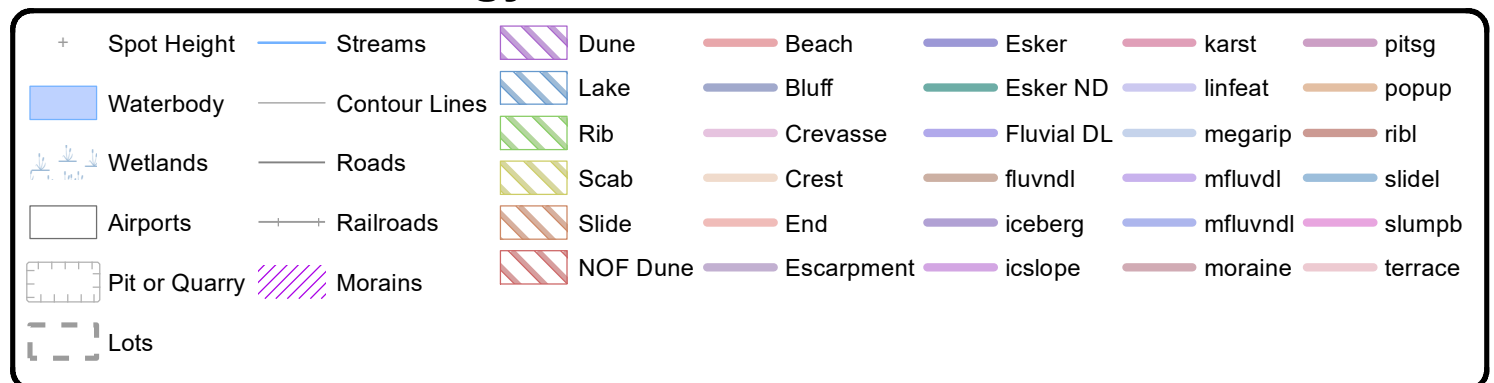 Spot Height
Waterbody
Wetlands
Airports
Pit or Quarry
Lots
Streams
Contour Lines
Roads
Railroads
Morains
Dune
Lake
Rib
Scab
Slide
NOF Dune
Beach
Bluff
Crevasse
Crest
End
Escarpment
Esker
Esker ND
Fluvial DL
fluvndl
iceberg
icslope
karst
linfeat
megarip
mfluvdl
mfluvndl
moraine
pitsg
popup
ribl
slidel
slumpb
terrace